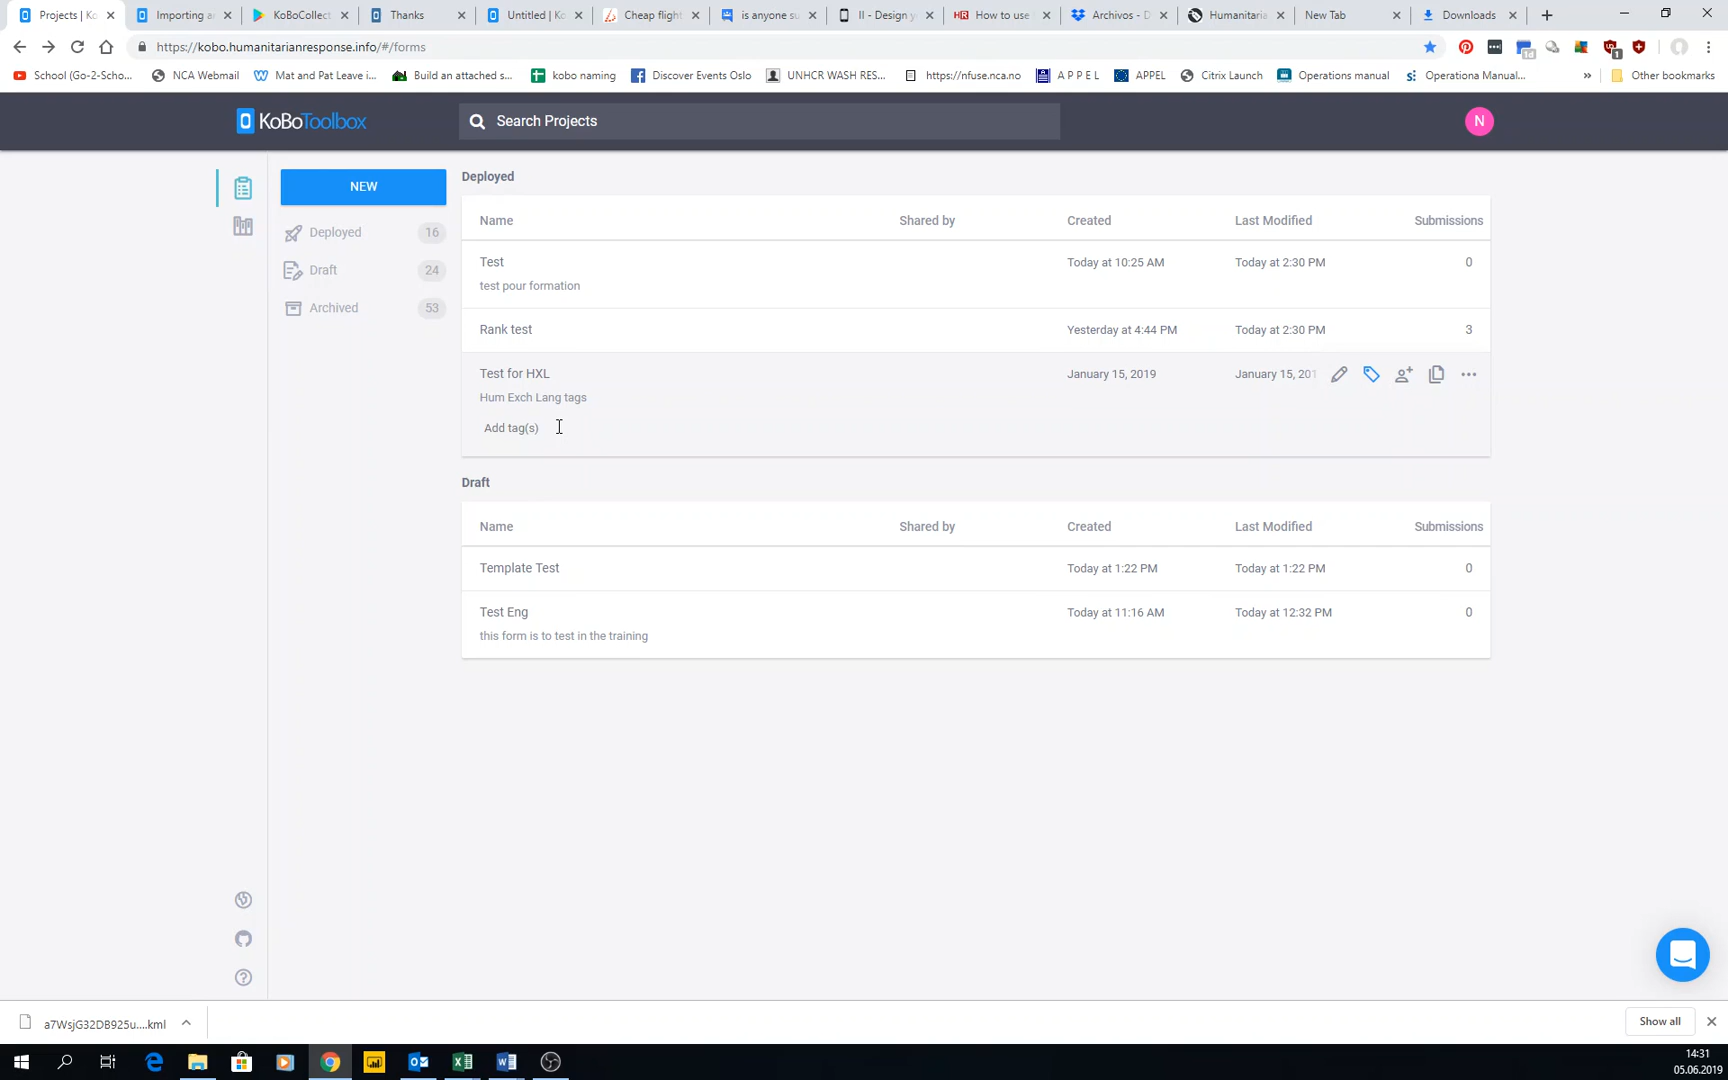 Projects | Ko
Importing a
KoBoCollect
Thanks
Untitled | Ko
Cheap flight
is anyone su
II - Design y
HR How to use
Archivos - D
Humanitaria
New Tab
Downloads
https://kobo.humanitarianresponse.info/#/forms
School (Go-2-Scho...
NCA Webmail
Mat and Pat Leave i...
Build an attached s...
kobo naming
Discover Events Oslo
UNHCR WASH RES...
https://nfuse.nca.no
A P P E L
APPEL
Citrix Launch
Operations manual
Operationa Manual...
»
Other bookmarks
KoBoToolbox
Search Projects
N
NEW
Deployed 16
Draft 24
Archived 53
Deployed
Name Shared by Created Last Modified Submissions
Test Today at 10:25 AM Today at 2:30 PM 0
test pour formation
Rank test Yesterday at 4:44 PM Today at 2:30 PM 3
Test for HXL January 15, 2019 January 15, 201
Hum Exch Lang tags
Add tag(s)
Draft
Name Shared by Created Last Modified Submissions
Template Test Today at 1:22 PM Today at 1:22 PM 0
Test Eng Today at 11:16 AM Today at 12:32 PM 0
this form is to test in the training
a7WsjG32DB925u....kml
Show all
14:31
05.06.2019